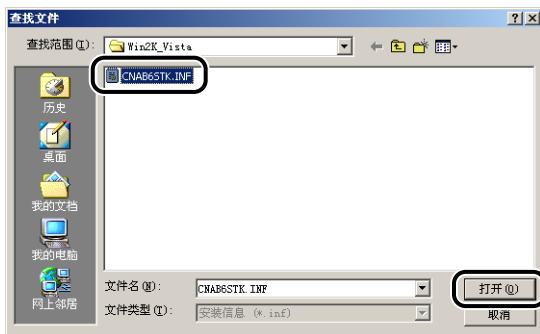 查找文件
查找范围(I): Win2K_Vista
CNAB6STK.INF
历史
桌面
我的文档
我的电脑
网上邻居
文件名(N): CNAB6STK.INF 打开(O)
文件类型(T): 安装信息 (*.inf) 取消